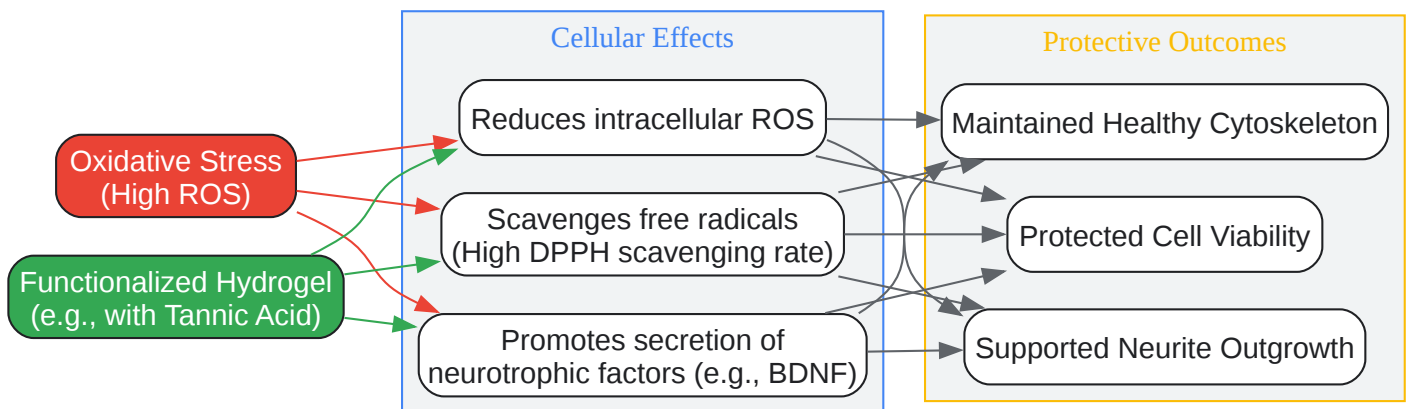 Cellular Effects
Protective Outcomes
Oxidative Stress
(High ROS)
Functionalized Hydrogel
(e.g., with Tannic Acid)
Reduces intracellular ROS
Scavenges free radicals
(High DPPH scavenging rate)
Promotes secretion of
neurotrophic factors (e.g., BDNF)
Maintained Healthy Cytoskeleton
Protected Cell Viability
Supported Neurite Outgrowth